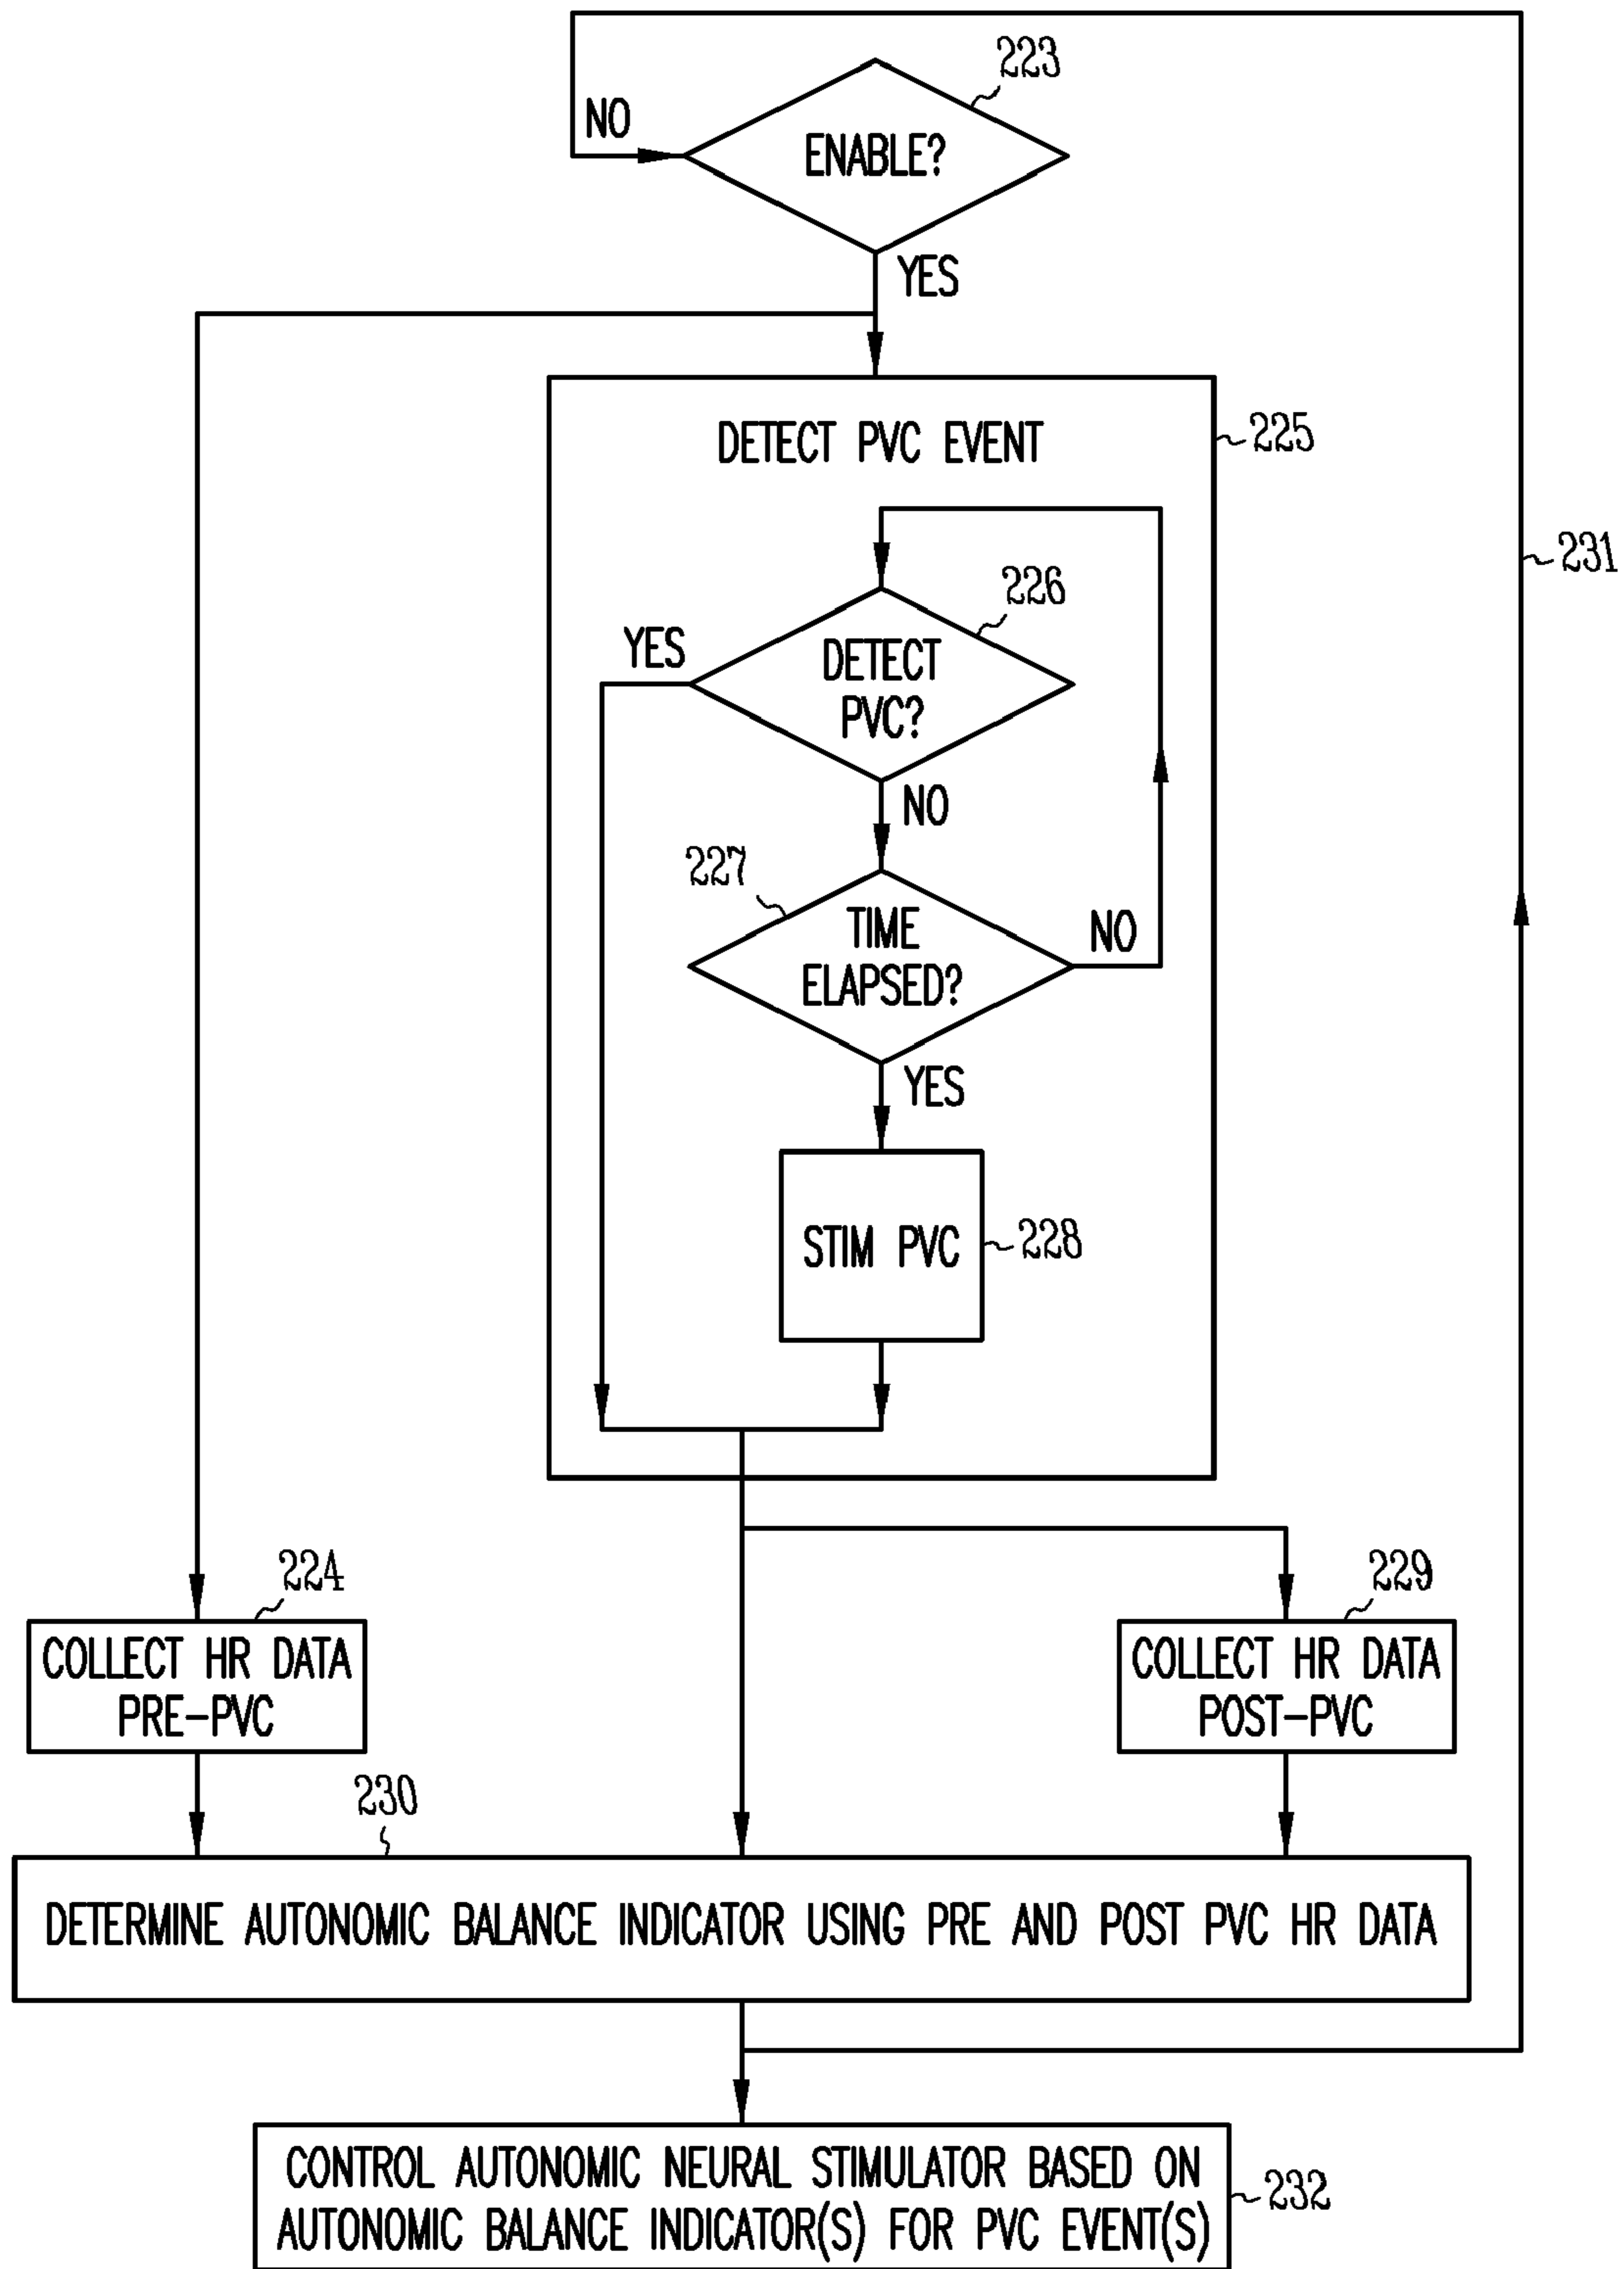 223
NO
ENABLE?
YES
DETECT PVC EVENT
225
231
226
YES
DETECT
PVC?
NO
227
TIME
ELAPSED?
NO
YES
STIM PVC
228
224
229
COLLECT HR DATA
PRE-PVC
COLLECT HR DATA
POST-PVC
230
DETERMINE AUTONOMIC BALANCE INDICATOR USING PRE AND POST PVC HR DATA
CONTROL AUTONOMIC NEURAL STIMULATOR BASED ON
AUTONOMIC BALANCE INDICATOR(S) FOR PVC EVENT(S)
232